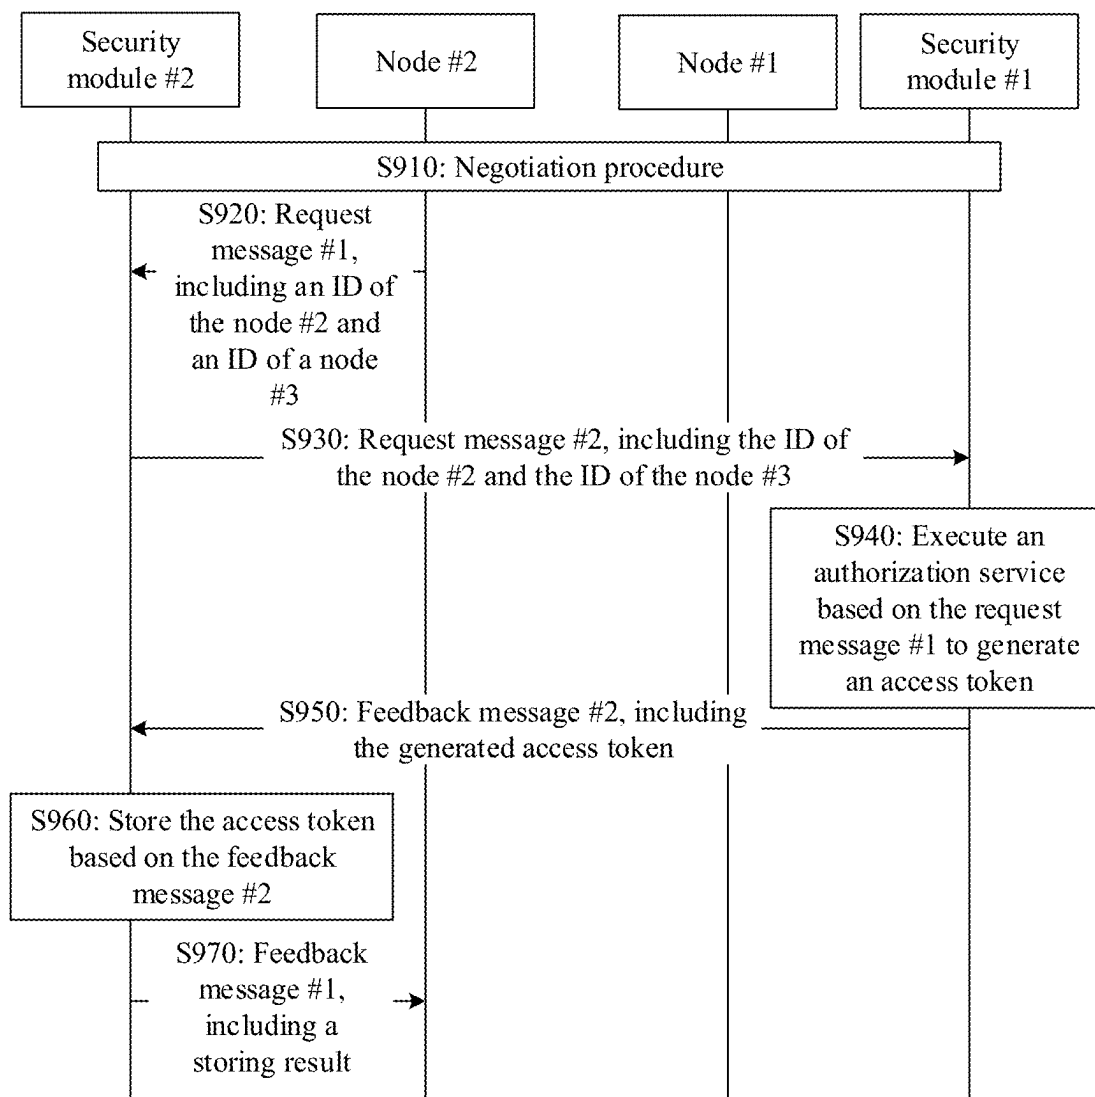 Security
module #2
Node #2
Node #1
Security
module #1
S910: Negotiation procedure
S920: Request
message #1,
including an ID of
the node #2 and
an ID of a node
#3
S930: Request message #2, including the ID of
the node #2 and the ID of the node #3
S940: Execute an
authorization service
based on the request
message #1 to generate
an access token
S950: Feedback message #2, including
the generated access token
S960: Store the access token
based on the feedback
message #2
S970: Feedback
message #1,
including a
storing result